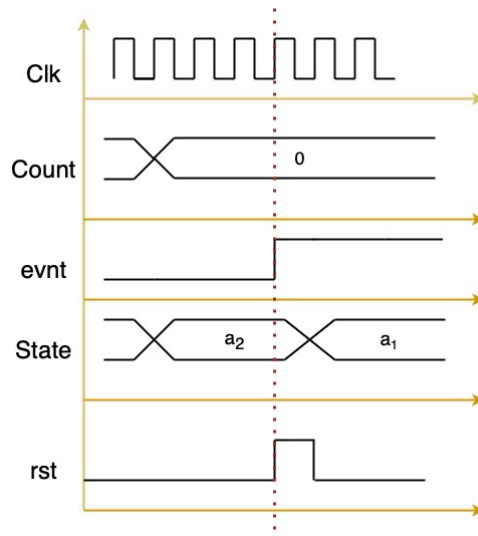 Clk
Count
0
evnt
State
a₂
a₁
rst